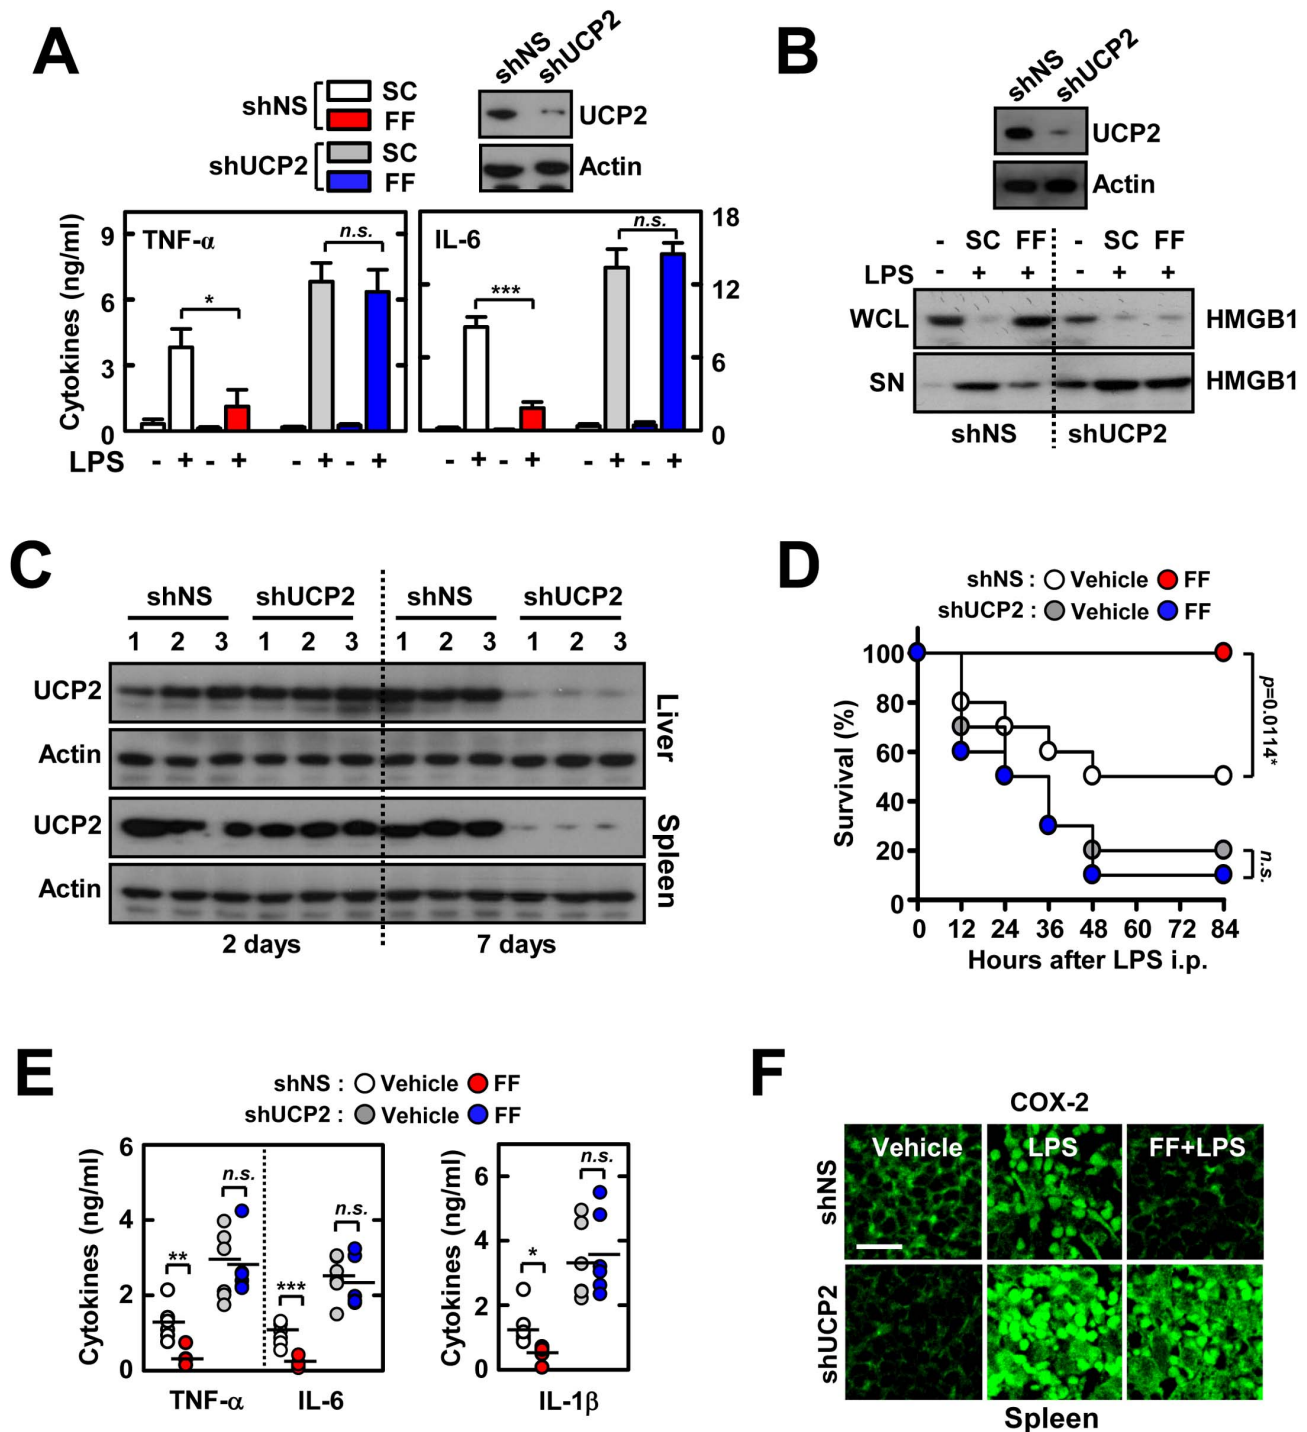 A
shNS
SC
FF
shUCP2
SC
FF
shNS shUCP2
UCP2
Actin
Cytokines (ng/ml)
9
6
3
0
TNF-α
*
n.s.
IL-6
***
n.s.
18
12
6
0
LPS - + - + - + - + - + - + - + - +
B
shNS shUCP2
UCP2
Actin
- SC FF - SC FF
LPS - + + - + +
WCL HMGB1
SN HMGB1
shNS shUCP2
C
shNS shUCP2 shNS shUCP2
1 2 3 1 2 3 1 2 3 1 2 3
UCP2
Actin
Liver
UCP2
Actin
Spleen
2 days 7 days
D
shNS : Vehicle FF
shUCP2 : Vehicle FF
Survival (%)
100
80
60
40
20
0
p=0.0114*
n.s.
0 12 24 36 48 60 72 84
Hours after LPS i.p.
E
shNS : Vehicle FF
shUCP2 : Vehicle FF
Cytokines (ng/ml)
6
4
2
0
**
n.s.
***
n.s.
TNF-α IL-6
Cytokines (ng/ml)
6
4
2
0
*
n.s.
IL-1β
F
COX-2
Vehicle LPS FF+LPS
shNS
shUCP2
Spleen